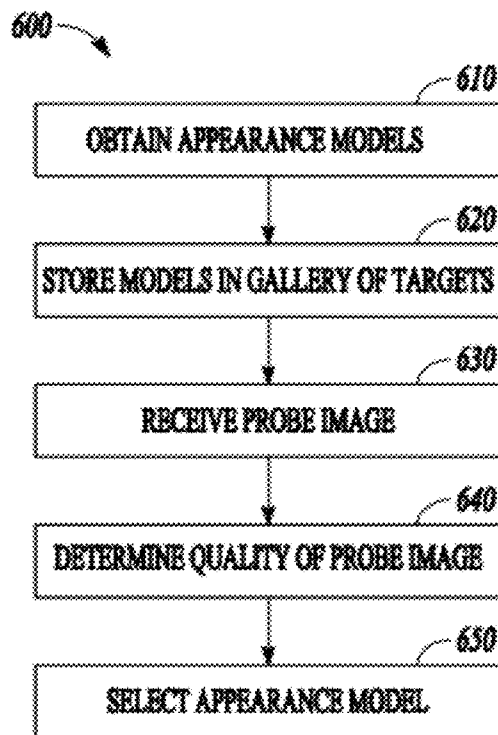 600
610
OBTAIN APPEARANCE MODELS
620
STORE MODELS IN GALLERY OF TARGETS
630
RECEIVE PROBE IMAGE
640
DETERMINE QUALITY OF PROBE IMAGE
650
SELECT APPEARANCE MODEL